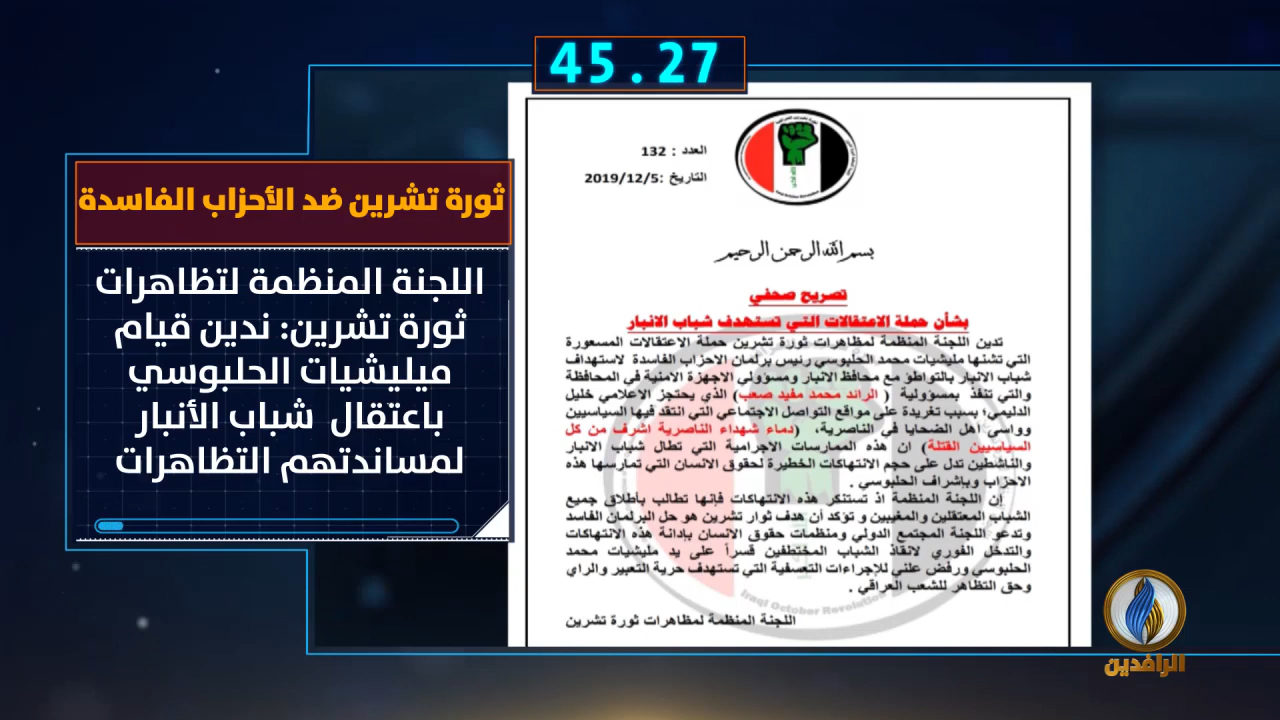 45.27
ثورة تشرين ضد الأحزاب الفاسدة
اللجنة المنظمة لتظاهرات
ثورة تشرين: ندين قيام
ميليشيات الحلبوسي
باعتقال شباب الأنبار
لمساندتهم التظاهرات
العدد : 132
التاريخ :2019/12/5
بسم الله الرحمن الرحيم
تصريح صحفي
بشأن حملة الاعتقالات التي تستهدف شباب الانبار
تدين اللجنة المنظمة لمظاهرات ثورة تشرين حملة الاعتقالات المسعورة
التي تشنها مليشيات محمد الحلبوسي رئيس برلمان الاحزاب الفاسدة لاستهداف
شباب الانبار بالتواطؤ مع محافظ الانبار ومسؤولي الاجهزة الامنية في المحافظة
والتي تنفذ بمسؤولية ( الرائد محمد مفيد صعب) الذي يحتجز الاعلامي خليل
الدليمي؛ بسبب تغريدة على مواقع التواصل الاجتماعي التي انتقد فيها السياسيين
وواسى اهل الضحايا في الناصرية، (دماء شهداء الناصرية اشرف من كل
السياسيين القتلة) ان هذه الممارسات الاجرامية التي تطال شباب الانبار
والناشطين تدل على حجم الانتهاكات الخطيرة لحقوق الانسان التي تمارسها هذه
الاحزاب وبإشراف الحلبوسي .
إن اللجنة المنظمة اذ تستنكر هذه الانتهاكات فإنها تطالب بأطلاق جميع
الشباب المعتقلين والمغيبين و تؤكد أن هدف ثوار تشرين هو حل البرلمان الفاسد
وتدعو اللجنة المجتمع الدولي ومنظمات حقوق الانسان بإدانة هذه الانتهاكات
والتدخل الفوري لانقاذ الشباب المختطفين قسراً على يد مليشيات محمد
الحلبوسي ورفض علني للإجراءات التعسفية التي تستهدف حرية التعبير والراي
وحق التظاهر للشعب العراقي .
Iraqi October Revolution
اللجنة المنظمة لمظاهرات ثورة تشرين
الرافدين